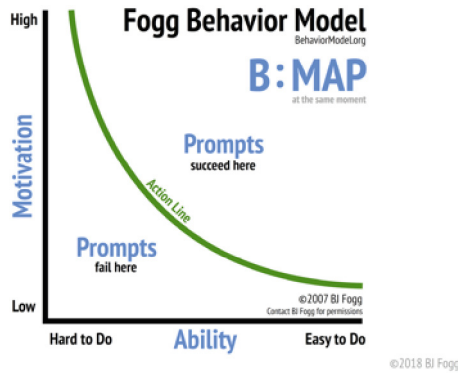 Fogg Behavior Model
BehaviorModel.org
B:MAP
at the same moment
High
Motivation
Low
Prompts
succeed here
Action Line
Prompts
fail here
©2007 BJ Fogg
Contact BJ Fogg for permissions
Hard to Do
Ability
Easy to Do
©2018 BJ Fogg